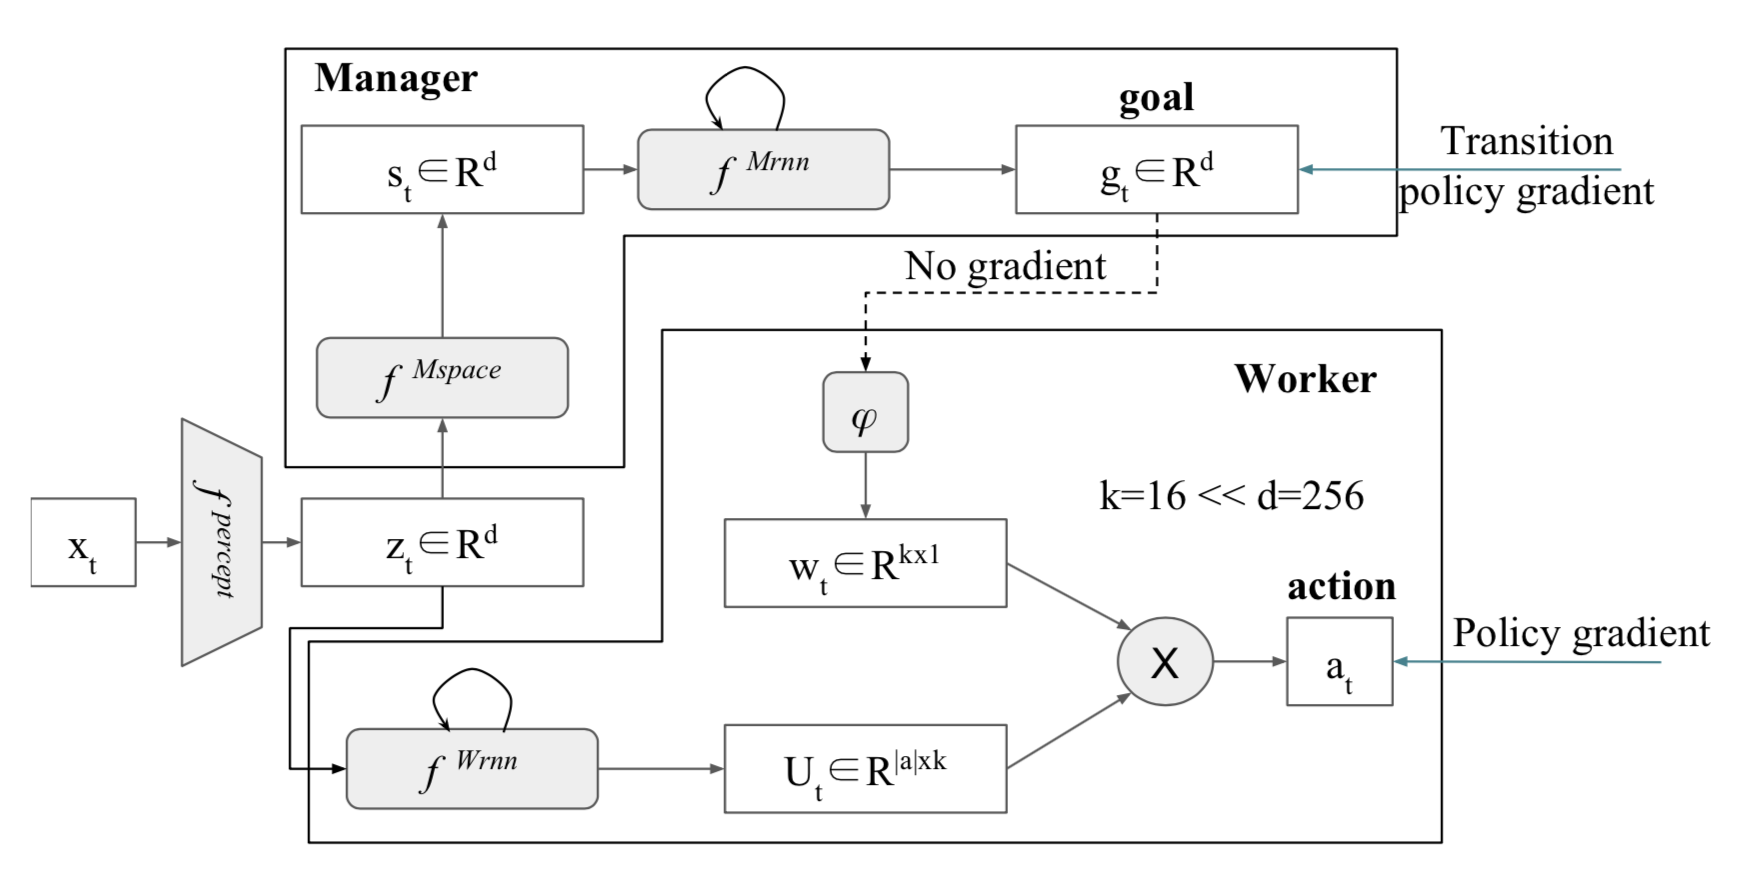 Manager
goal
s_t ∈ R^d
f ^Mrnn
g_t ∈ R^d
Transition
policy gradient
No gradient
f ^Mspace
φ
Worker
k=16 << d=256
x_t
f ^percept
z_t ∈ R^d
w_t ∈ R^kx1
action
X
a_t
Policy gradient
f ^Wrnn
U_t ∈ R^|a|xk